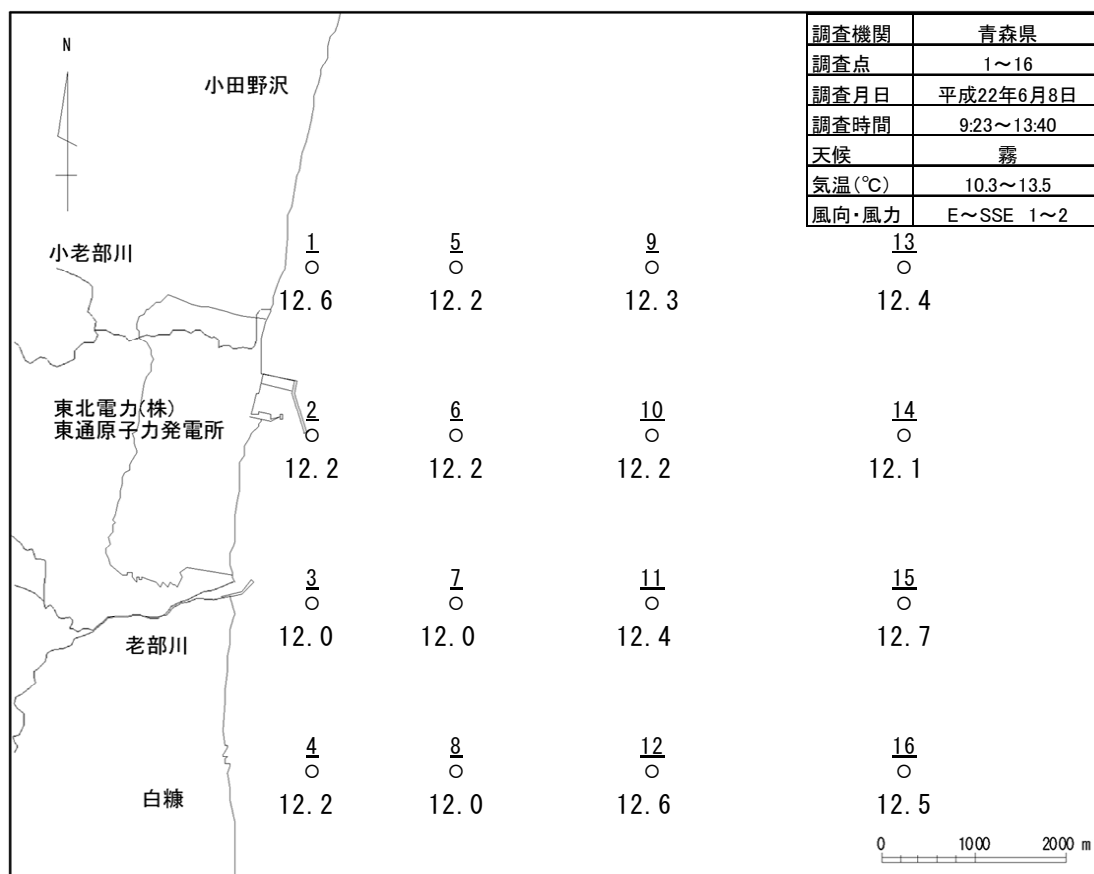 調査機関 青森県
調査点 1～16
調査月日 平成22年6月8日
調査時間 9:23～13:40
天候 霧
気温(℃) 10.3～13.5
風向・風力 E～SSE 1～2
N
小田野沢
小老部川
1 5 9 13
12.6 12.2 12.3 12.4
東北電力(株)
東通原子力発電所
2 6 10 14
12.2 12.2 12.2 12.1
3 7 11 15
12.0 12.0 12.4 12.7
老部川
4 8 12 16
12.2 12.0 12.6 12.5
白糠
0 1000 2000 m